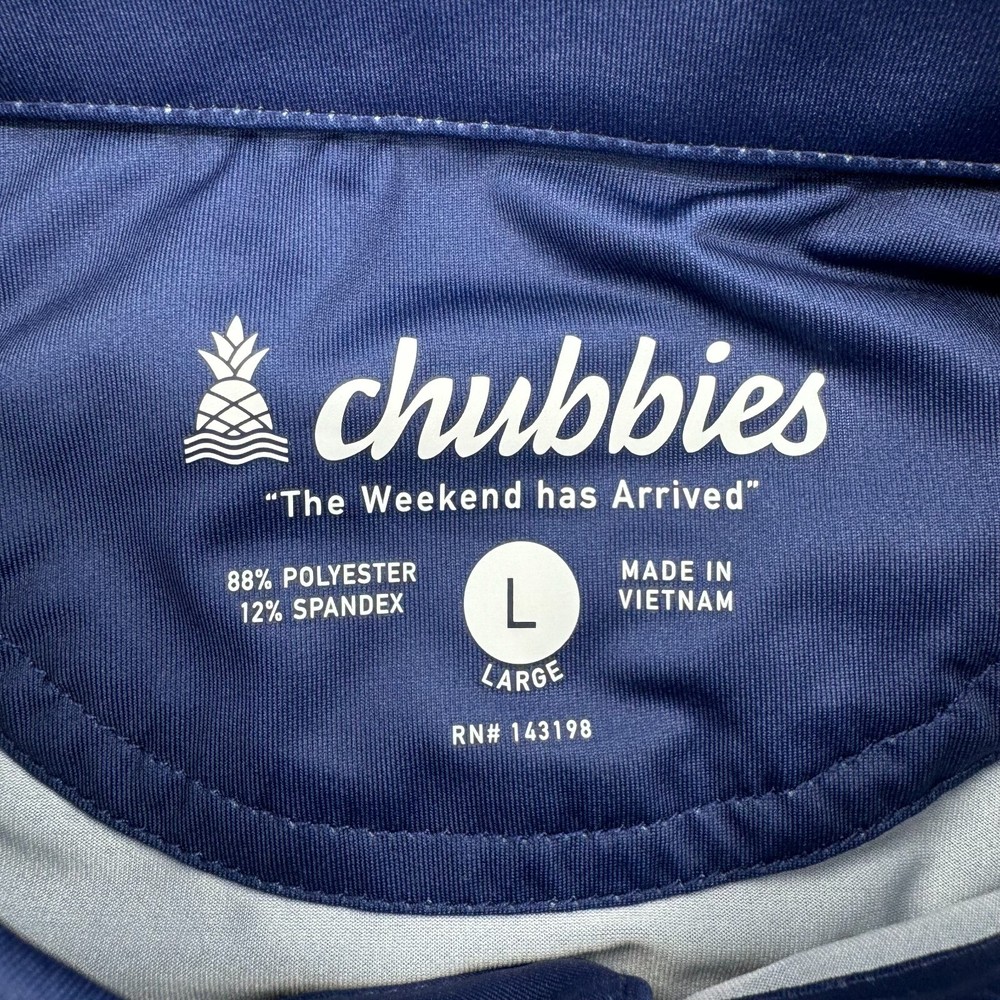 chubbies
“The Weekend has Arrived”
88% POLYESTER
12% SPANDEX
L
LARGE
MADE IN
VIETNAM
RN# 143198